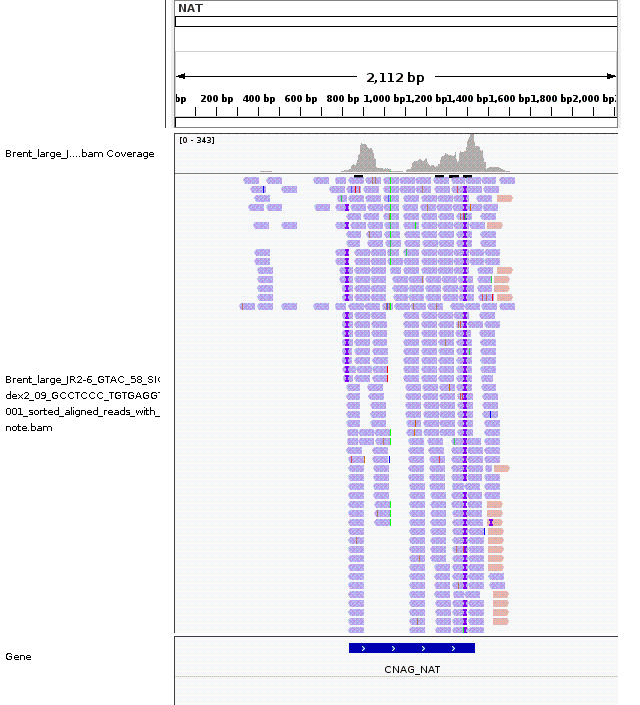 NAT
2,112 bp
bp 200 bp 400 bp 600 bp 800 bp 1,000 bp 1,200 bp 1,400 bp 1,600 bp 1,800 bp 2,000 bp
[0 - 343]
Brent_large_J....bam Coverage
Brent_large_JR2-6_GTAC_58_SIC
dex2_09_GCCTCCC_TGTGAGGT
001_sorted_aligned_reads_with_
note.bam
Gene
CNAG_NAT